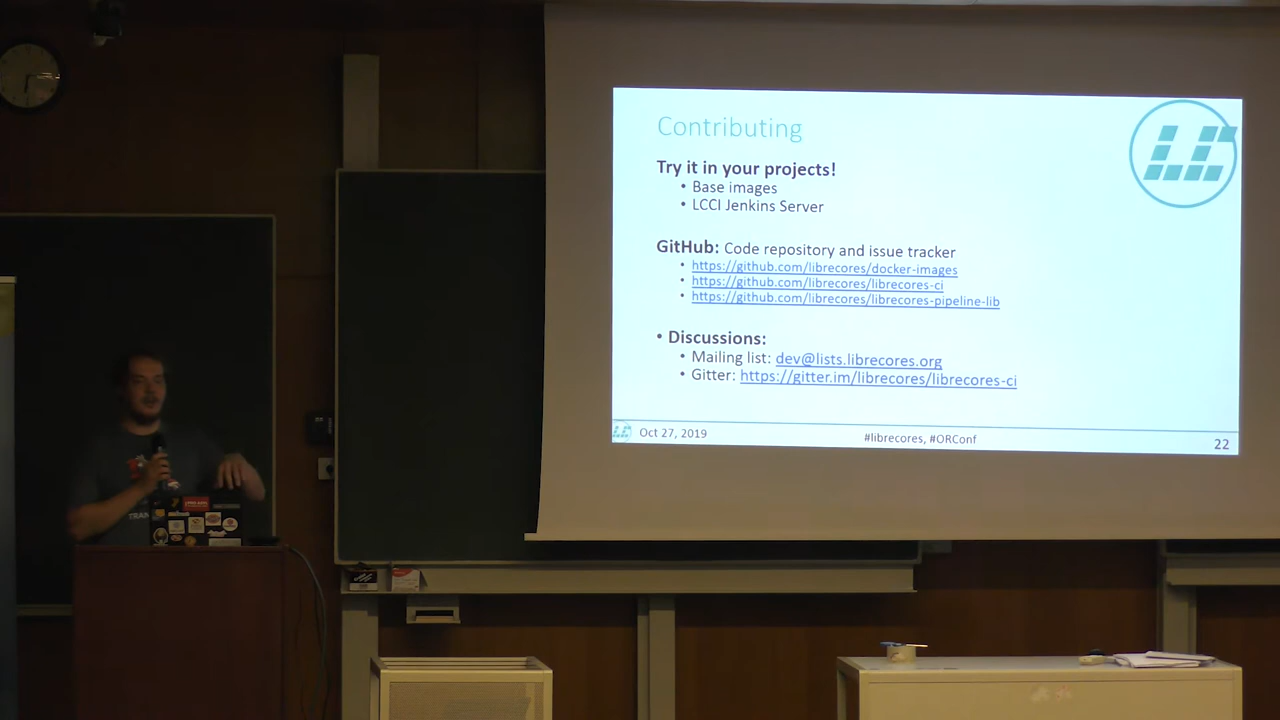 Contributing
Try it in your projects!
• Base images
• LCCI Jenkins Server
GitHub: Code repository and issue tracker
• https://github.com/librecores/docker-images
• https://github.com/librecores/librecores-ci
• https://github.com/librecores/librecores-pipeline-lib
• Discussions:
• Mailing list: dev@lists.librecores.org
• Gitter: https://gitter.im/librecores/librecores-ci
LC Oct 27, 2019 #librecores, #ORConf 22
LC